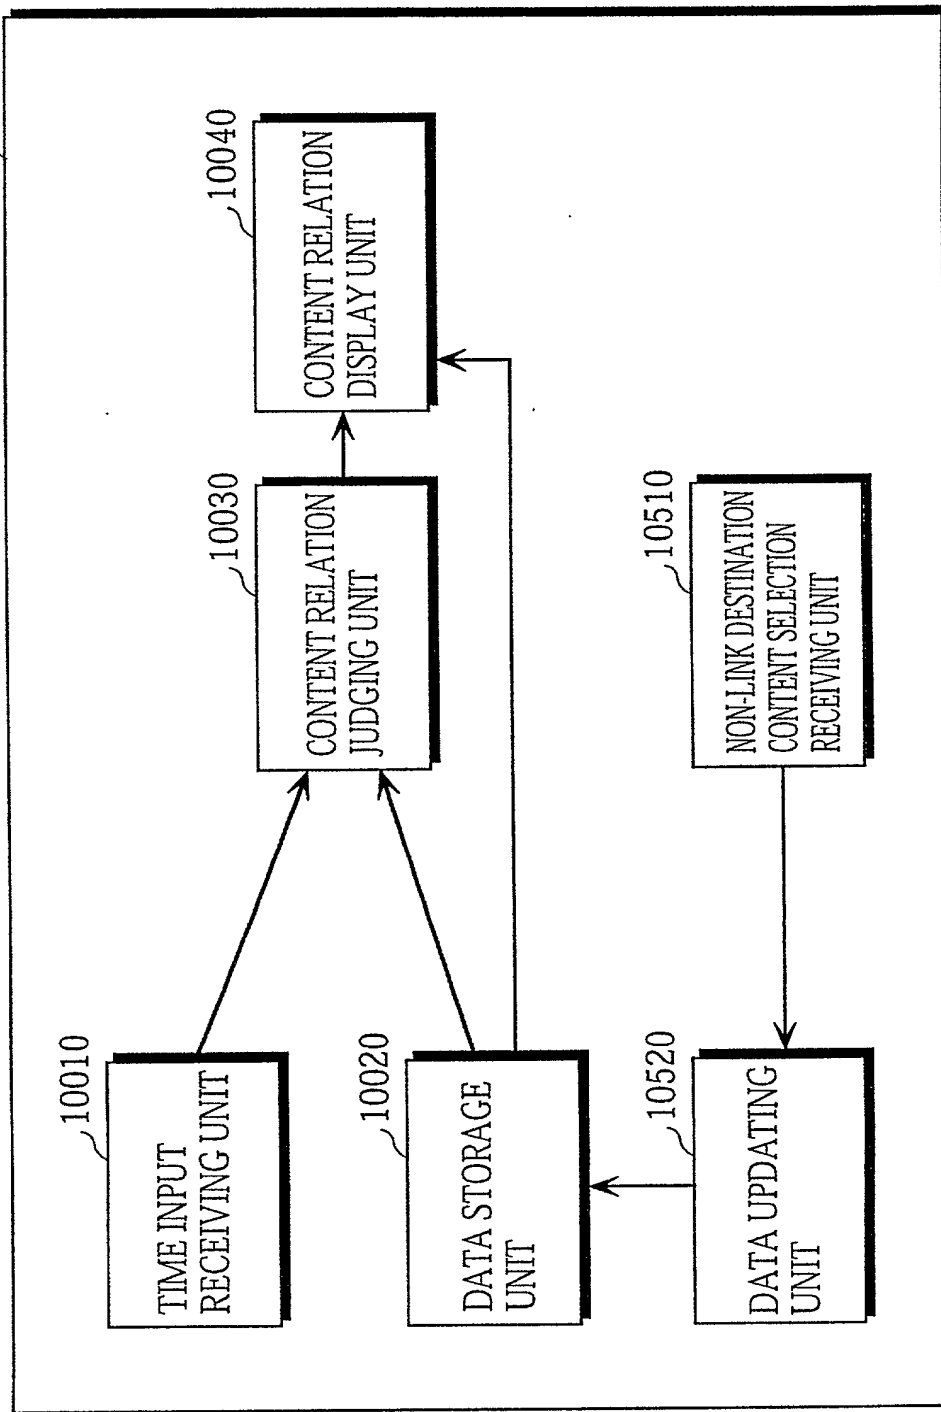 10010
TIME INPUT
RECEIVING UNIT
10020
DATA STORAGE
UNIT
10520
DATA UPDATING
UNIT
10030
CONTENT RELATION
JUDGING UNIT
10040
CONTENT RELATION
DISPLAY UNIT
10510
NON-LINK DESTINATION
CONTENT SELECTION
RECEIVING UNIT